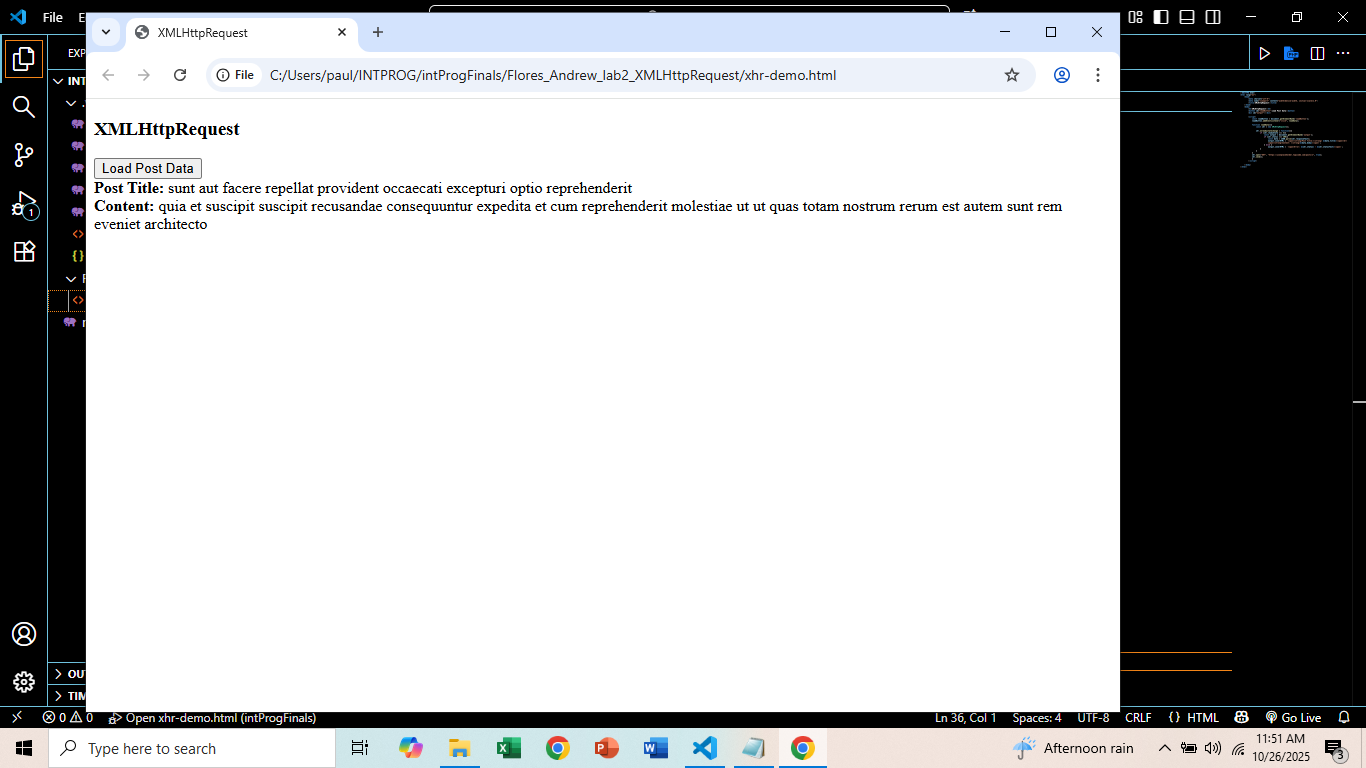 File
XMLHttpRequest
File C:/Users/paul/INTPROG/intProgFinals/Flores_Andrew_lab2_XMLHttpRequest/xhr-demo.html
XMLHttpRequest
Load Post Data
Post Title: sunt aut facere repellat provident occaecati excepturi optio reprehenderit
Content: quia et suscipit suscipit recusandae consequuntur expedita et cum reprehenderit molestiae ut ut quas totam nostrum rerum est autem sunt rem
eveniet architecto
EXP
INT
OU
TIM
1
0 0 Open xhr-demo.html (intProgFinals) Ln 36, Col 1 Spaces: 4 UTF-8 CRLF { } HTML Go Live
Type here to search
Afternoon rain
11:51 AM
10/26/2025
3